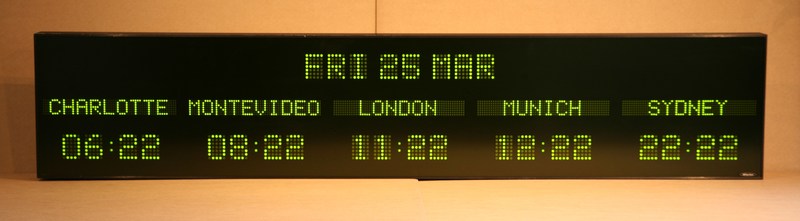 FRI 25 MAR
CHARLOTTE MONTEVIDEO LONDON MUNICH SYDNEY
06:22 08:22 11:22 12:22 22:22